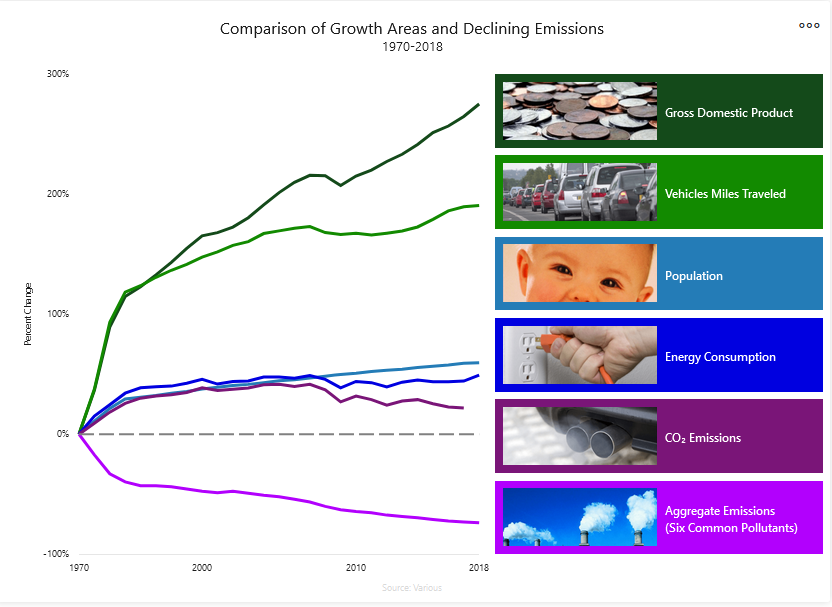 Comparison of Growth Areas and Declining Emissions
1970-2018
300%
200%
100%
0%
-100%
Percent Change
1970
2000
2010
2018
Gross Domestic Product
Vehicles Miles Traveled
Population
Energy Consumption
CO₂ Emissions
Aggregate Emissions
(Six Common Pollutants)
Source: Various